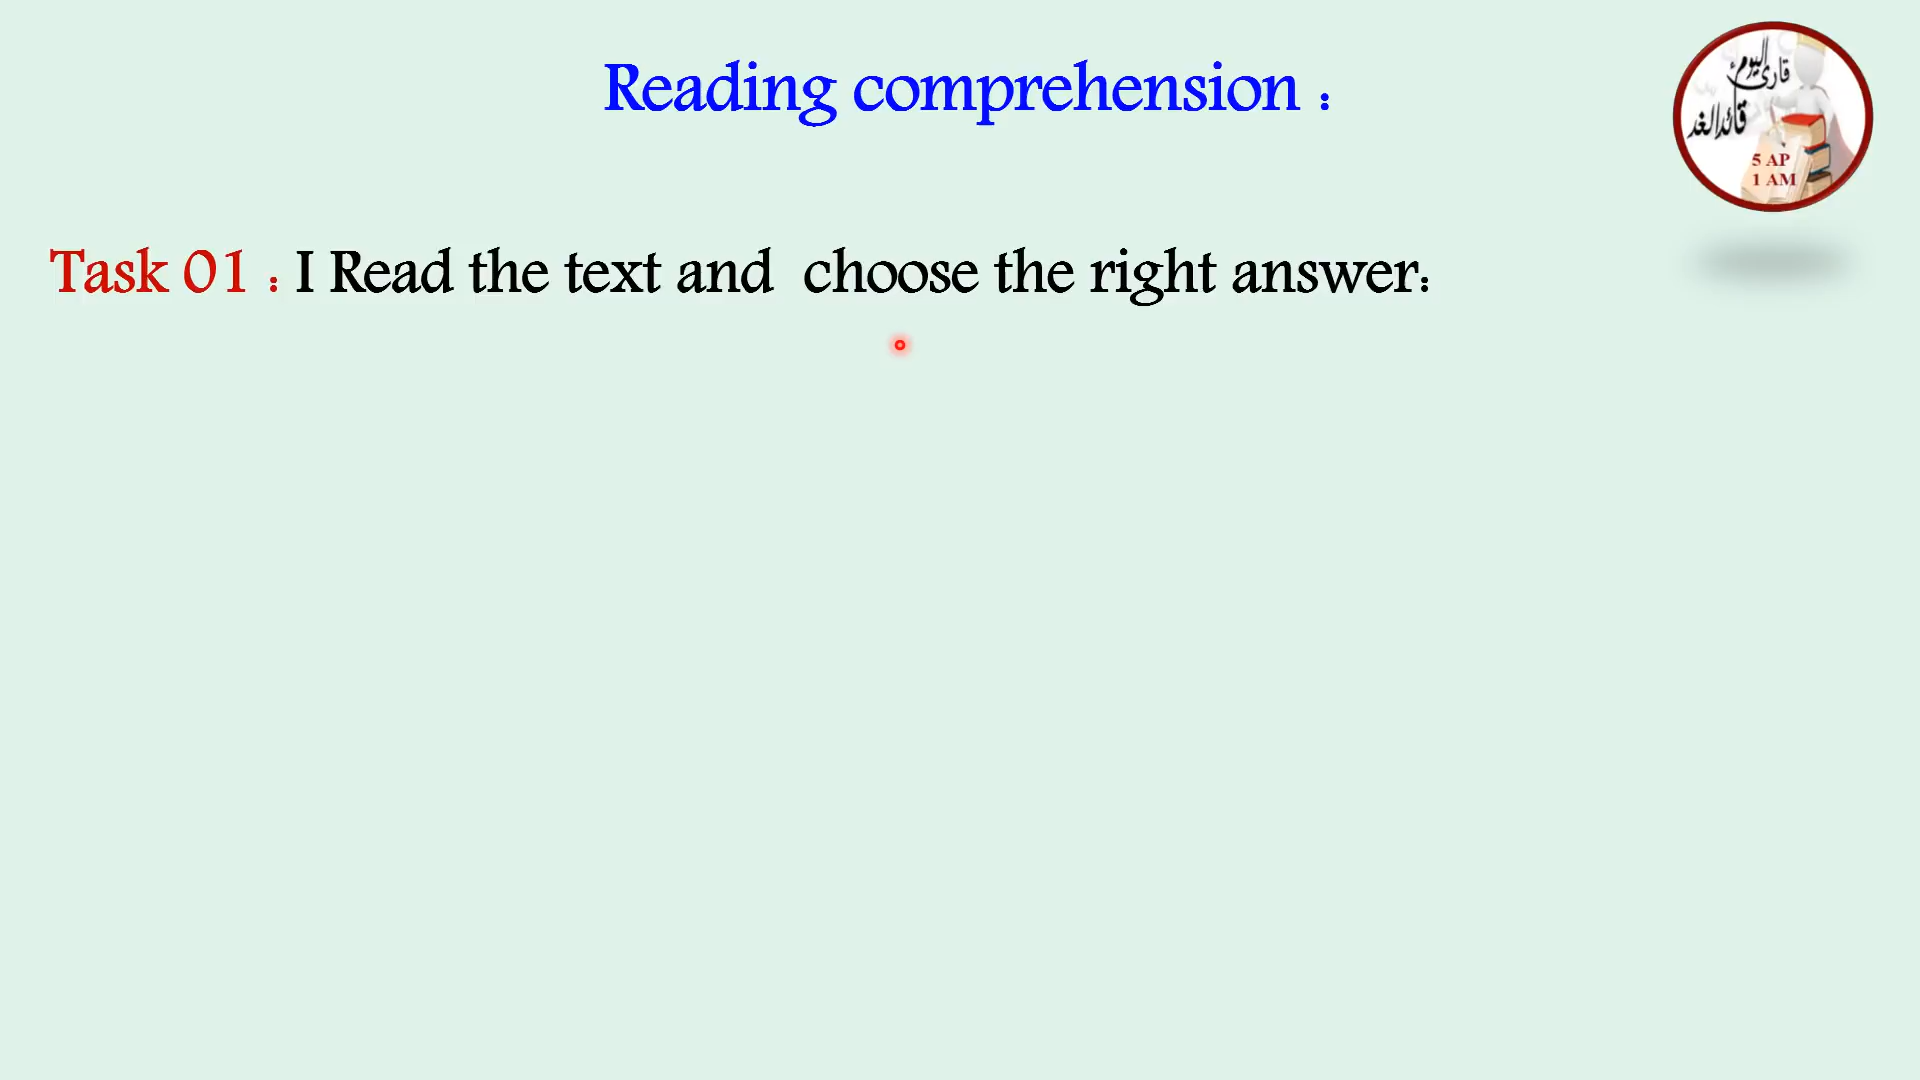 Reading comprehension :
قارئ اليوم
قائد الغد
5 AP
1 AM
Task 01 : I Read the text and  choose the right answer: